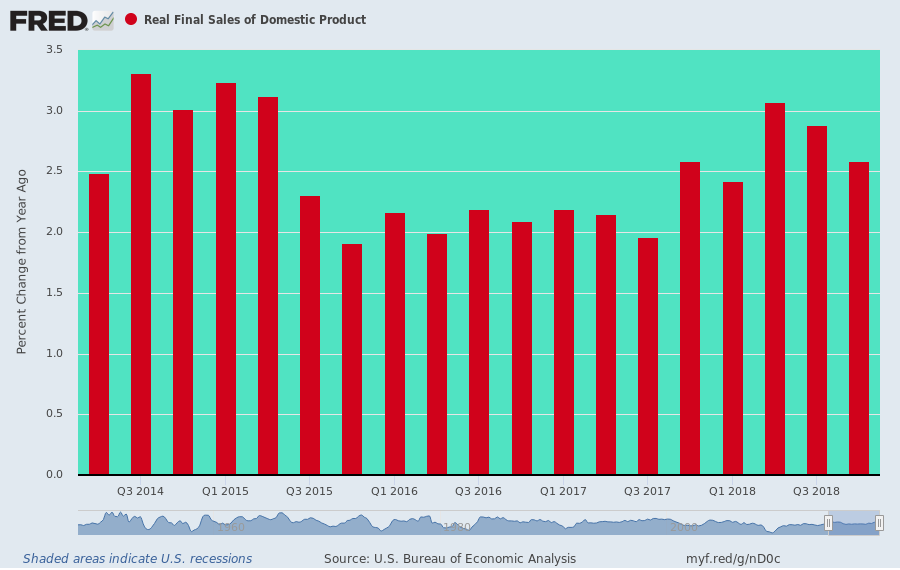 FRED
Real Final Sales of Domestic Product
Percent Change from Year Ago
3.5
3.0
2.5
2.0
1.5
1.0
0.5
0.0
Q3 2014 Q1 2015 Q3 2015 Q1 2016 Q3 2016 Q1 2017 Q3 2017 Q1 2018 Q3 2018
1960 1980 2000
Shaded areas indicate U.S. recessions Source: U.S. Bureau of Economic Analysis myf.red/g/nD0c